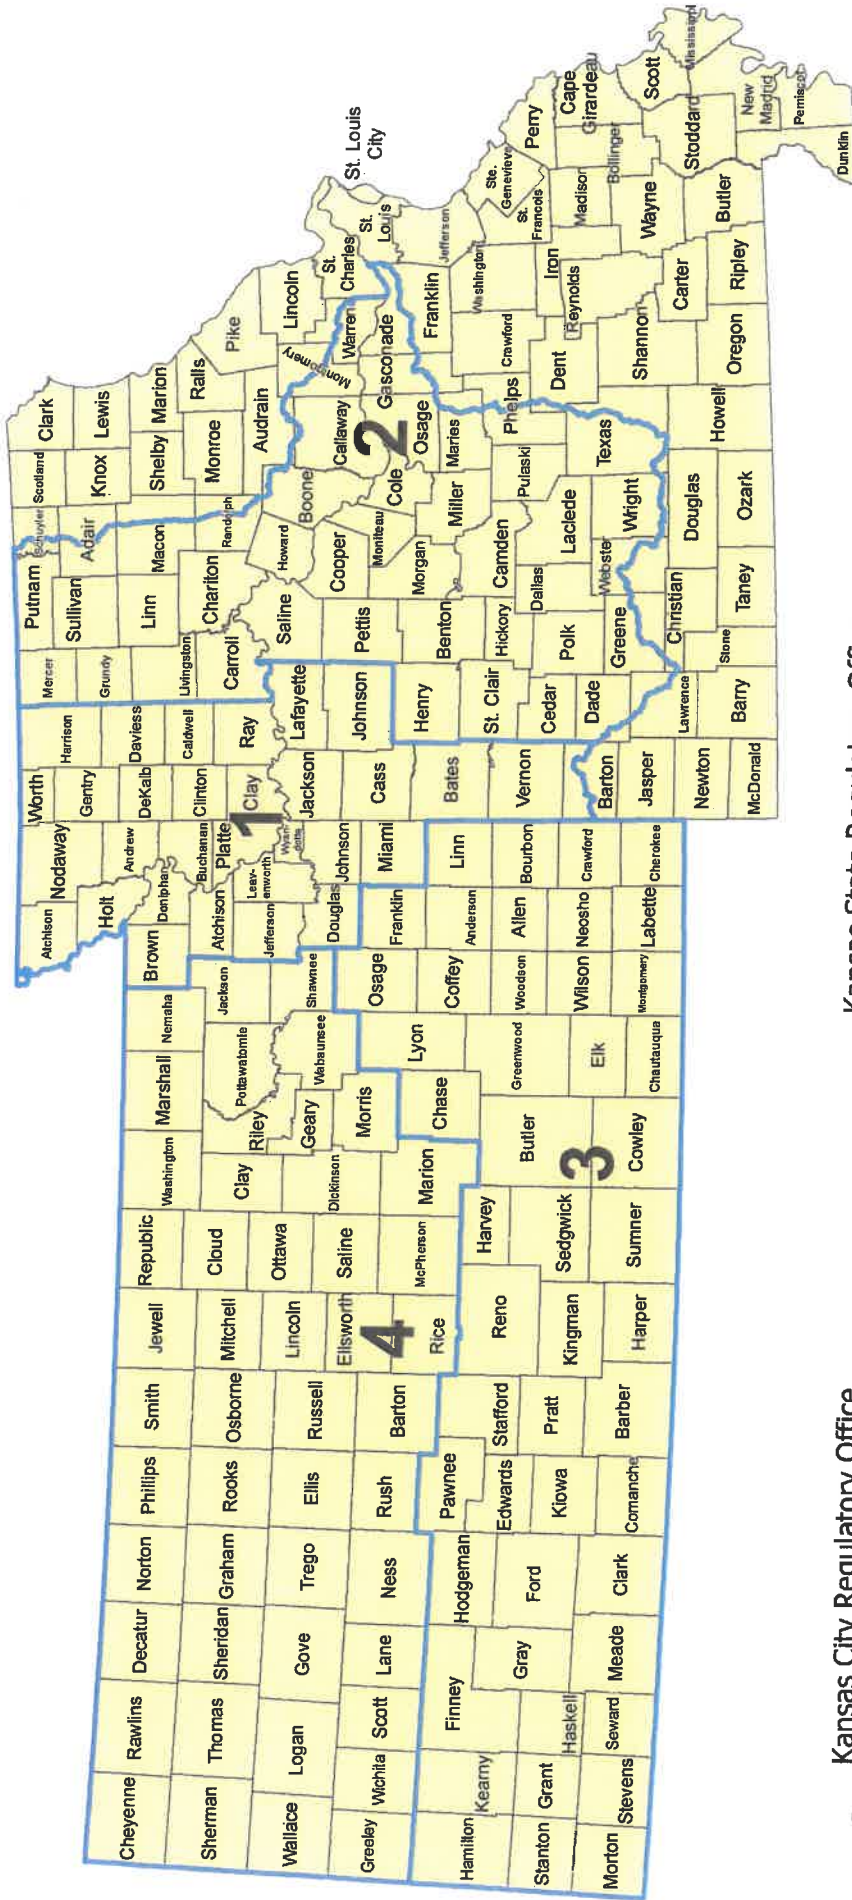 Cheyenne
Rawlins
Decatur
Norton
Phillips
Smith
Jewell
Republic
Washington
Marshall
Nemaha
Brown
Doniphan
Sherman
Thomas
Sheridan
Graham
Rooks
Osborne
Mitchell
Cloud
Clay
Riley
Pottawatomie
Jackson
Atchison
Jefferson
Leav-
enworth
Wyan-
dotte
Wallace
Logan
Gove
Trego
Ellis
Russell
Lincoln
Ottawa
Dickinson
Geary
Wabaunsee
Shawnee
Douglas
Johnson
Greeley
Wichita
Scott
Lane
Ness
Rush
Barton
Ellsworth
4
Rice
Saline
McPherson
Marion
Morris
Chase
Lyon
Osage
Franklin
Miami
Hamilton
Kearny
Finney
Hodgeman
Pawnee
Stafford
Reno
Harvey
Butler
Greenwood
Coffey
Anderson
Linn
Stanton
Grant
Haskell
Gray
Ford
Edwards
Kiowa
Pratt
Kingman
Sedgwick
3
Elk
Woodson
Allen
Bourbon
Wilson
Neosho
Crawford
Morton
Stevens
Seward
Meade
Clark
Comanche
Barber
Harper
Sumner
Cowley
Chautauqua
Montgomery
Labette
Cherokee
Atchison
Nodaway
Worth
Harrison
Mercer
Putnam
Schuyler
Scotland
Clark
Holt
Andrew
Gentry
DeKalb
Daviess
Grundy
Sullivan
Adair
Knox
Lewis
Buchanan
Clinton
Caldwell
Livingston
Linn
Macon
Shelby
Marion
Platte
1
Clay
Ray
Carroll
Chariton
Randolph
Monroe
Ralls
Audrain
Pike
Jackson
Lafayette
Saline
Howard
Boone
Callaway
Montgomery
Warren
Lincoln
St.
Charles
St.
Louis
St. Louis
City
Cass
Johnson
Pettis
Cooper
Moniteau
Cole
2
Osage
Gasconade
Franklin
Jefferson
Bates
Henry
Benton
Morgan
Miller
Maries
Phelps
Crawford
Washington
St.
Francois
Ste.
Genevieve
Perry
Vernon
St. Clair
Hickory
Camden
Pulaski
Dent
Iron
Reynolds
Madison
Bollinger
Cape
Girardeau
Cedar
Polk
Dallas
Laclede
Texas
Shannon
Wayne
Stoddard
Scott
Mississippi
Barton
Dade
Greene
Webster
Wright
Carter
Butler
New
Madrid
Jasper
Lawrence
Christian
Douglas
Howell
Oregon
Ripley
Pemiscot
Dunklin
Newton
McDonald
Barry
Stone
Taney
Ozark
Kansas City Regulatory Office
Kansas State Regulatory Off